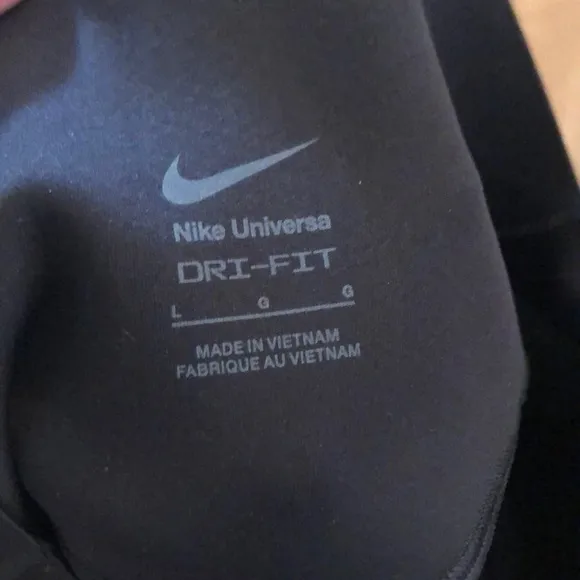 Nike Universa
DRI-FIT
L G G
MADE IN VIETNAM
FABRIQUE AU VIETNAM